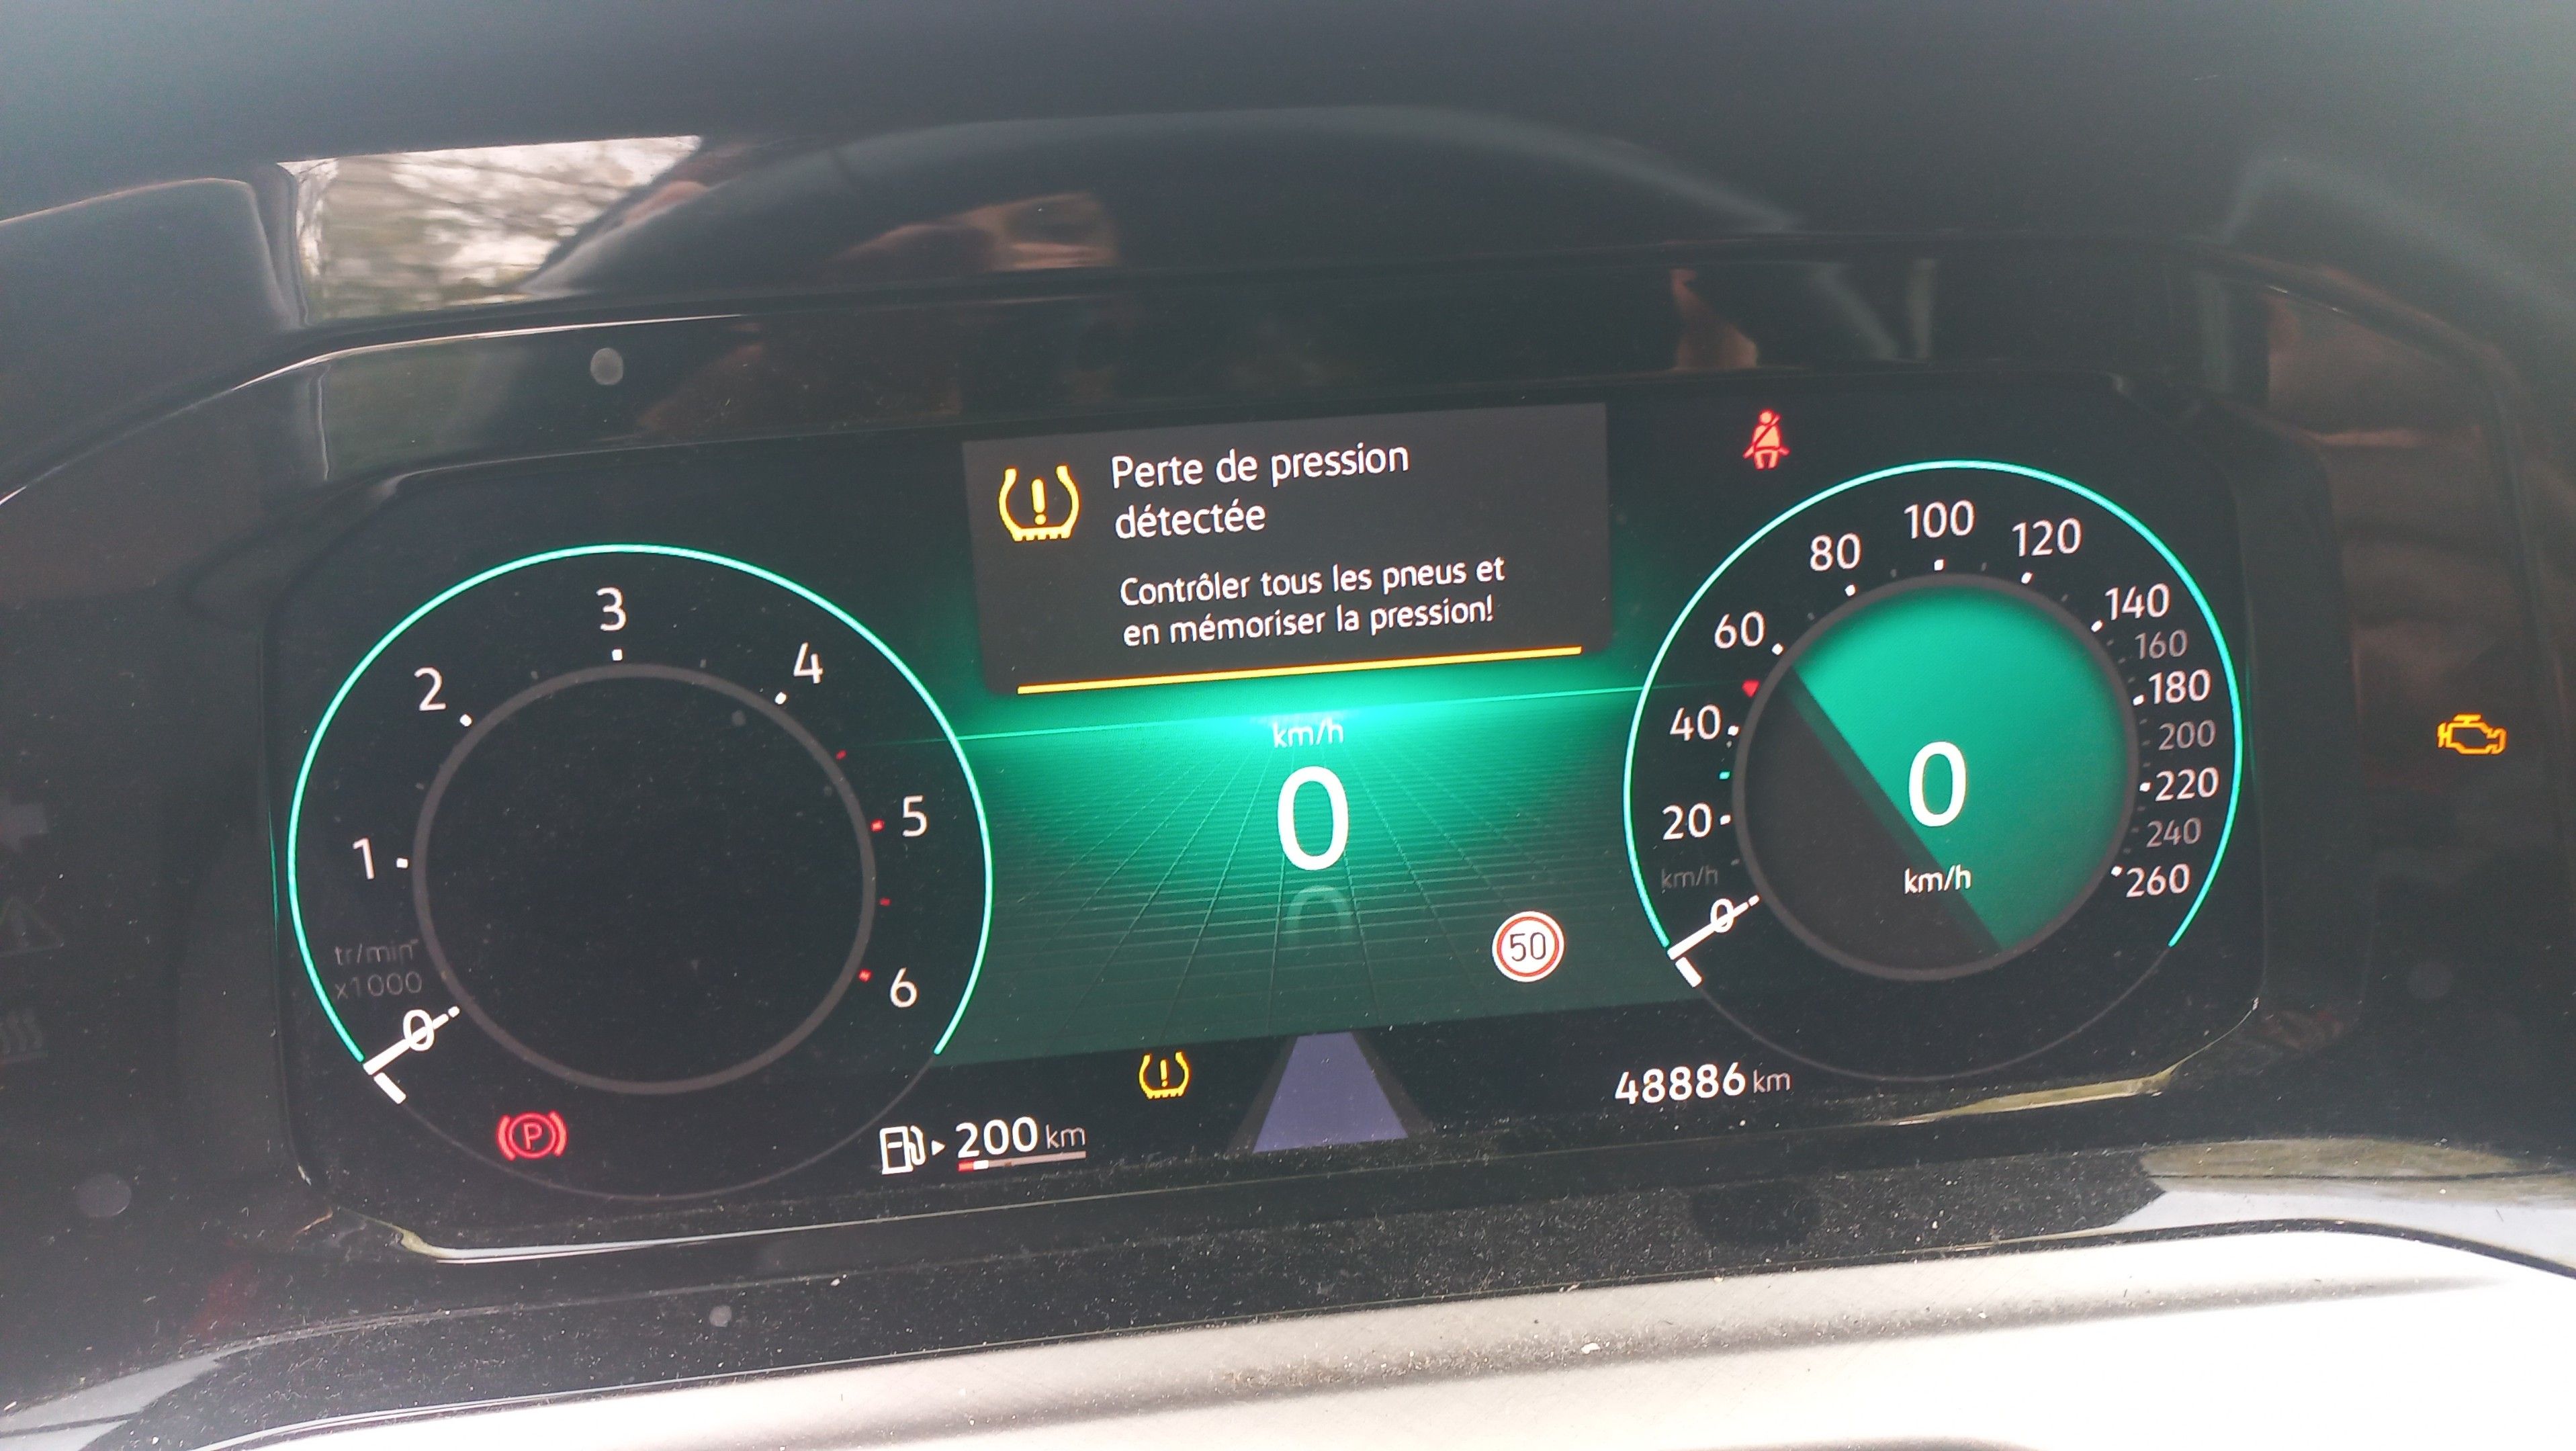 Perte de pression
détectée
Contrôler tous les pneus et
en mémoriser la pression!
km/h
0
50
0
1
2
3
4
5
6
tr/min
x1000
P
200 km
48886 km
0
20
40
60
80
100
120
140
160
180
200
220
240
260
km/h
0
km/h